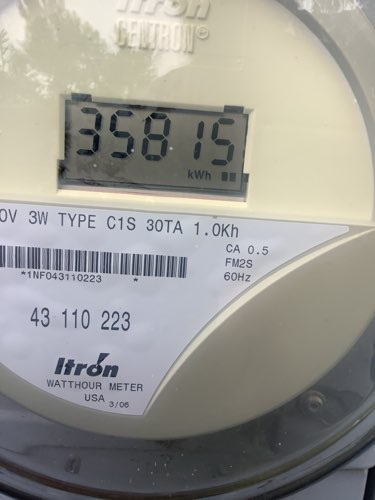 Itron
CENTRON®
35815
kWh
0V 3W TYPE C1S 30TA 1.0Kh
CA 0.5
FM2S
60Hz
*1NF043110223 *
43 110 223
Itron
WATTHOUR METER
USA 3/06